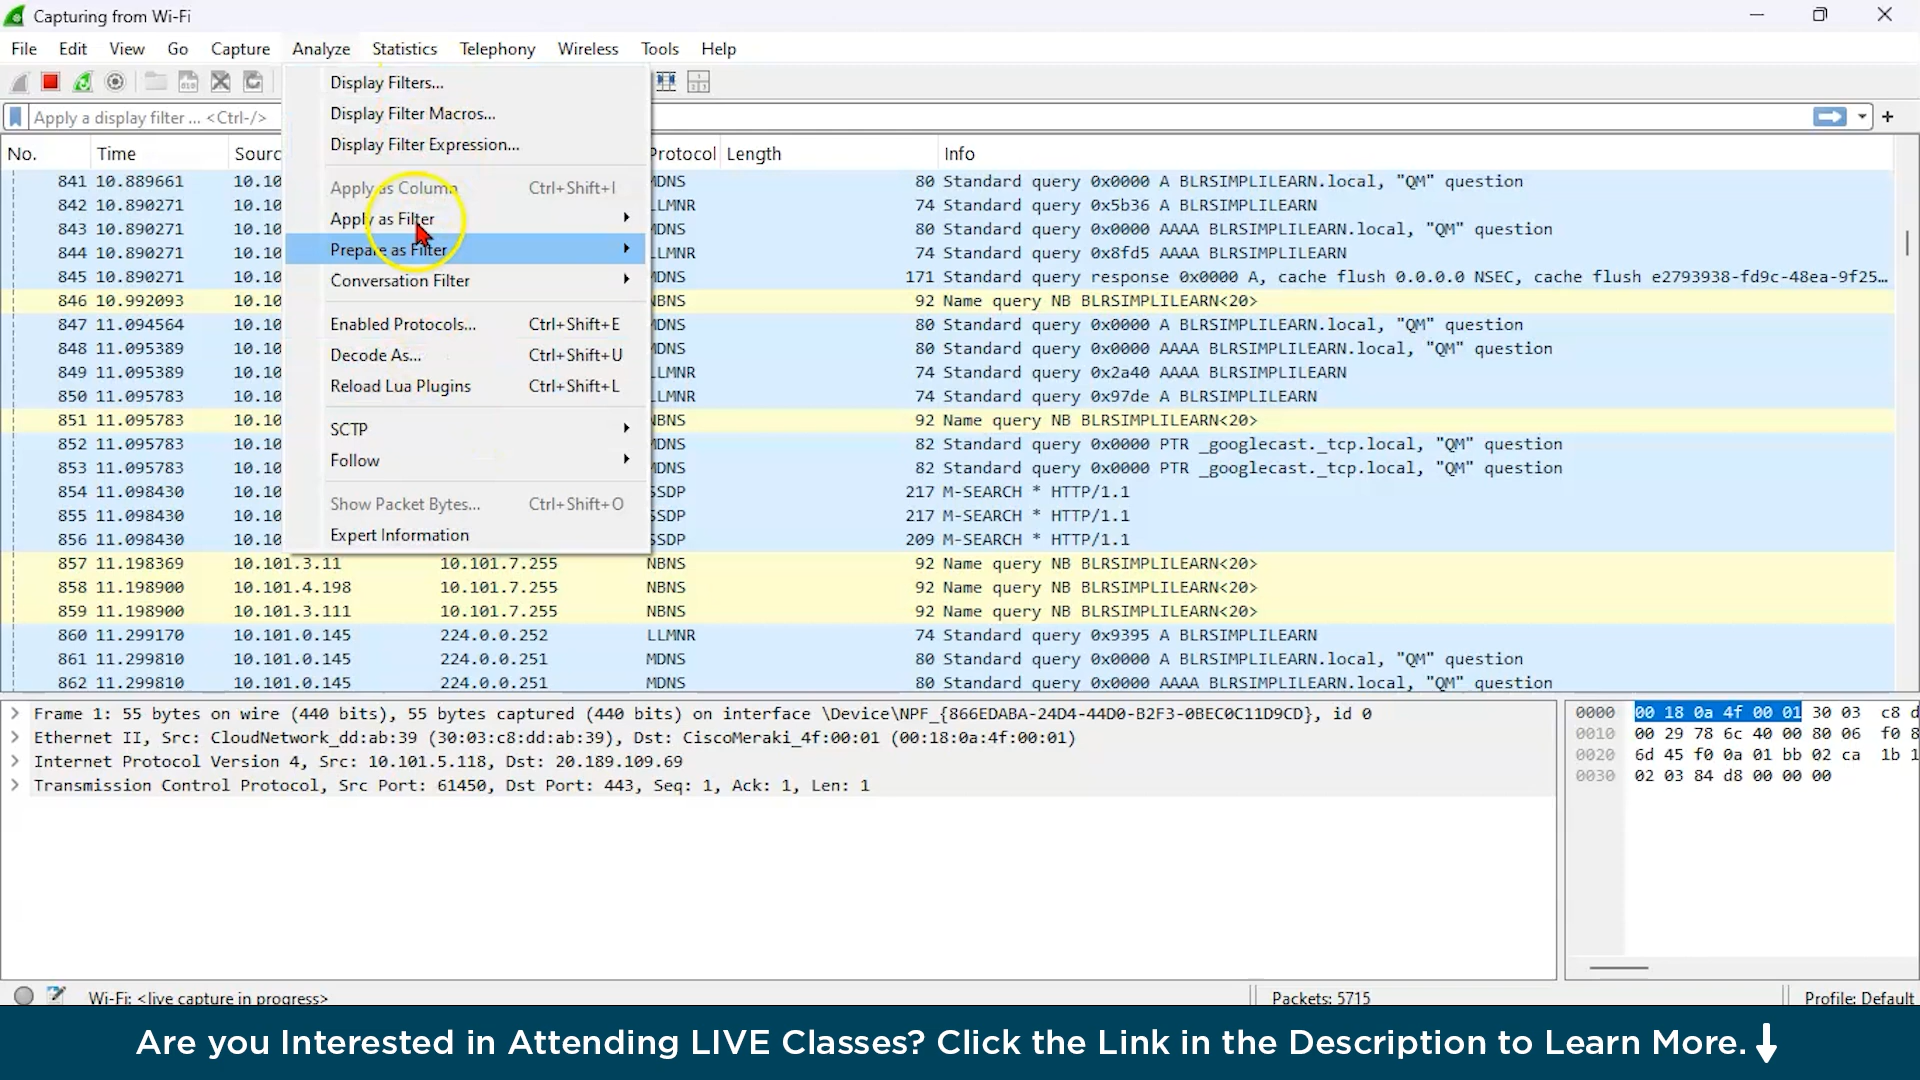 Capturing from Wi-Fi
File Edit View Go Capture Analyze Statistics Telephony Wireless Tools Help
Apply a display filter ... <Ctrl-/>
Display Filters...
Display Filter Macros...
Display Filter Expression...
Apply as Column Ctrl+Shift+I
Apply as Filter
Prepare as Filter
Conversation Filter
Enabled Protocols... Ctrl+Shift+E
Decode As... Ctrl+Shift+U
Reload Lua Plugins Ctrl+Shift+L
SCTP
Follow
Show Packet Bytes... Ctrl+Shift+O
Expert Information
No. Time Sourc Protocol Length Info
841 10.889661 10.10 MDNS 80 Standard query 0x0000 A BLRSIMPLILEARN.local, "QM" question
842 10.890271 10.10 LLMNR 74 Standard query 0x5b36 A BLRSIMPLILEARN
843 10.890271 10.10 MDNS 80 Standard query 0x0000 AAAA BLRSIMPLILEARN.local, "QM" question
844 10.890271 10.10 LLMNR 74 Standard query 0x8fd5 AAAA BLRSIMPLILEARN
845 10.890271 10.10 MDNS 171 Standard query response 0x0000 A, cache flush 0.0.0.0 NSEC, cache flush e2793938-fd9c-48ea-9f25...
846 10.992093 10.10 NBNS 92 Name query NB BLRSIMPLILEARN<20>
847 11.094564 10.10 MDNS 80 Standard query 0x0000 A BLRSIMPLILEARN.local, "QM" question
848 11.095389 10.10 MDNS 80 Standard query 0x0000 AAAA BLRSIMPLILEARN.local, "QM" question
849 11.095389 10.10 LLMNR 74 Standard query 0x2a40 AAAA BLRSIMPLILEARN
850 11.095783 10.10 LLMNR 74 Standard query 0x97de A BLRSIMPLILEARN
851 11.095783 10.10 NBNS 92 Name query NB BLRSIMPLILEARN<20>
852 11.095783 10.10 MDNS 82 Standard query 0x0000 PTR _googlecast._tcp.local, "QM" question
853 11.095783 10.10 MDNS 82 Standard query 0x0000 PTR _googlecast._tcp.local, "QM" question
854 11.098430 10.10 SSDP 217 M-SEARCH * HTTP/1.1
855 11.098430 10.10 SSDP 217 M-SEARCH * HTTP/1.1
856 11.098430 10.10 SSDP 209 M-SEARCH * HTTP/1.1
857 11.198369 10.101.3.11 10.101.7.255 NBNS 92 Name query NB BLRSIMPLILEARN<20>
858 11.198900 10.101.4.198 10.101.7.255 NBNS 92 Name query NB BLRSIMPLILEARN<20>
859 11.198900 10.101.3.111 10.101.7.255 NBNS 92 Name query NB BLRSIMPLILEARN<20>
860 11.299170 10.101.0.145 224.0.0.252 LLMNR 74 Standard query 0x9395 A BLRSIMPLILEARN
861 11.299810 10.101.0.145 224.0.0.251 MDNS 80 Standard query 0x0000 A BLRSIMPLILEARN.local, "QM" question
862 11.299810 10.101.0.145 224.0.0.251 MDNS 80 Standard query 0x0000 AAAA BLRSIMPLILEARN.local, "QM" question
Frame 1: 55 bytes on wire (440 bits), 55 bytes captured (440 bits) on interface \Device\NPF_{866EDABA-24D4-44D0-B2F3-0BEC0C11D9CD}, id 0
Ethernet II, Src: CloudNetwork_dd:ab:39 (30:03:c8:dd:ab:39), Dst: CiscoMeraki_4f:00:01 (00:18:0a:4f:00:01)
Internet Protocol Version 4, Src: 10.101.5.118, Dst: 20.189.109.69
Transmission Control Protocol, Src Port: 61450, Dst Port: 443, Seq: 1, Ack: 1, Len: 1
0000 00 18 0a 4f 00 01 30 03 c8 d
0010 00 29 78 6c 40 00 80 06 f0 8
0020 6d 45 f0 0a 01 bb 02 ca 1b 1
0030 02 03 84 d8 00 00 00
Wi-Fi: <live capture in progress> Packets: 5715 Profile: Default
Are you Interested in Attending LIVE Classes? Click the Link in the Description to Learn More.